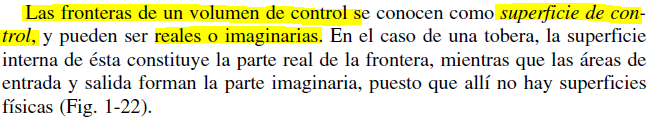 Las fronteras de un volumen de control se conocen como superficie de con-
trol, y pueden ser reales o imaginarias. En el caso de una tobera, la superficie
interna de ésta constituye la parte real de la frontera, mientras que las áreas de
entrada y salida forman la parte imaginaria, puesto que allí no hay superficies
físicas (Fig. 1-22).